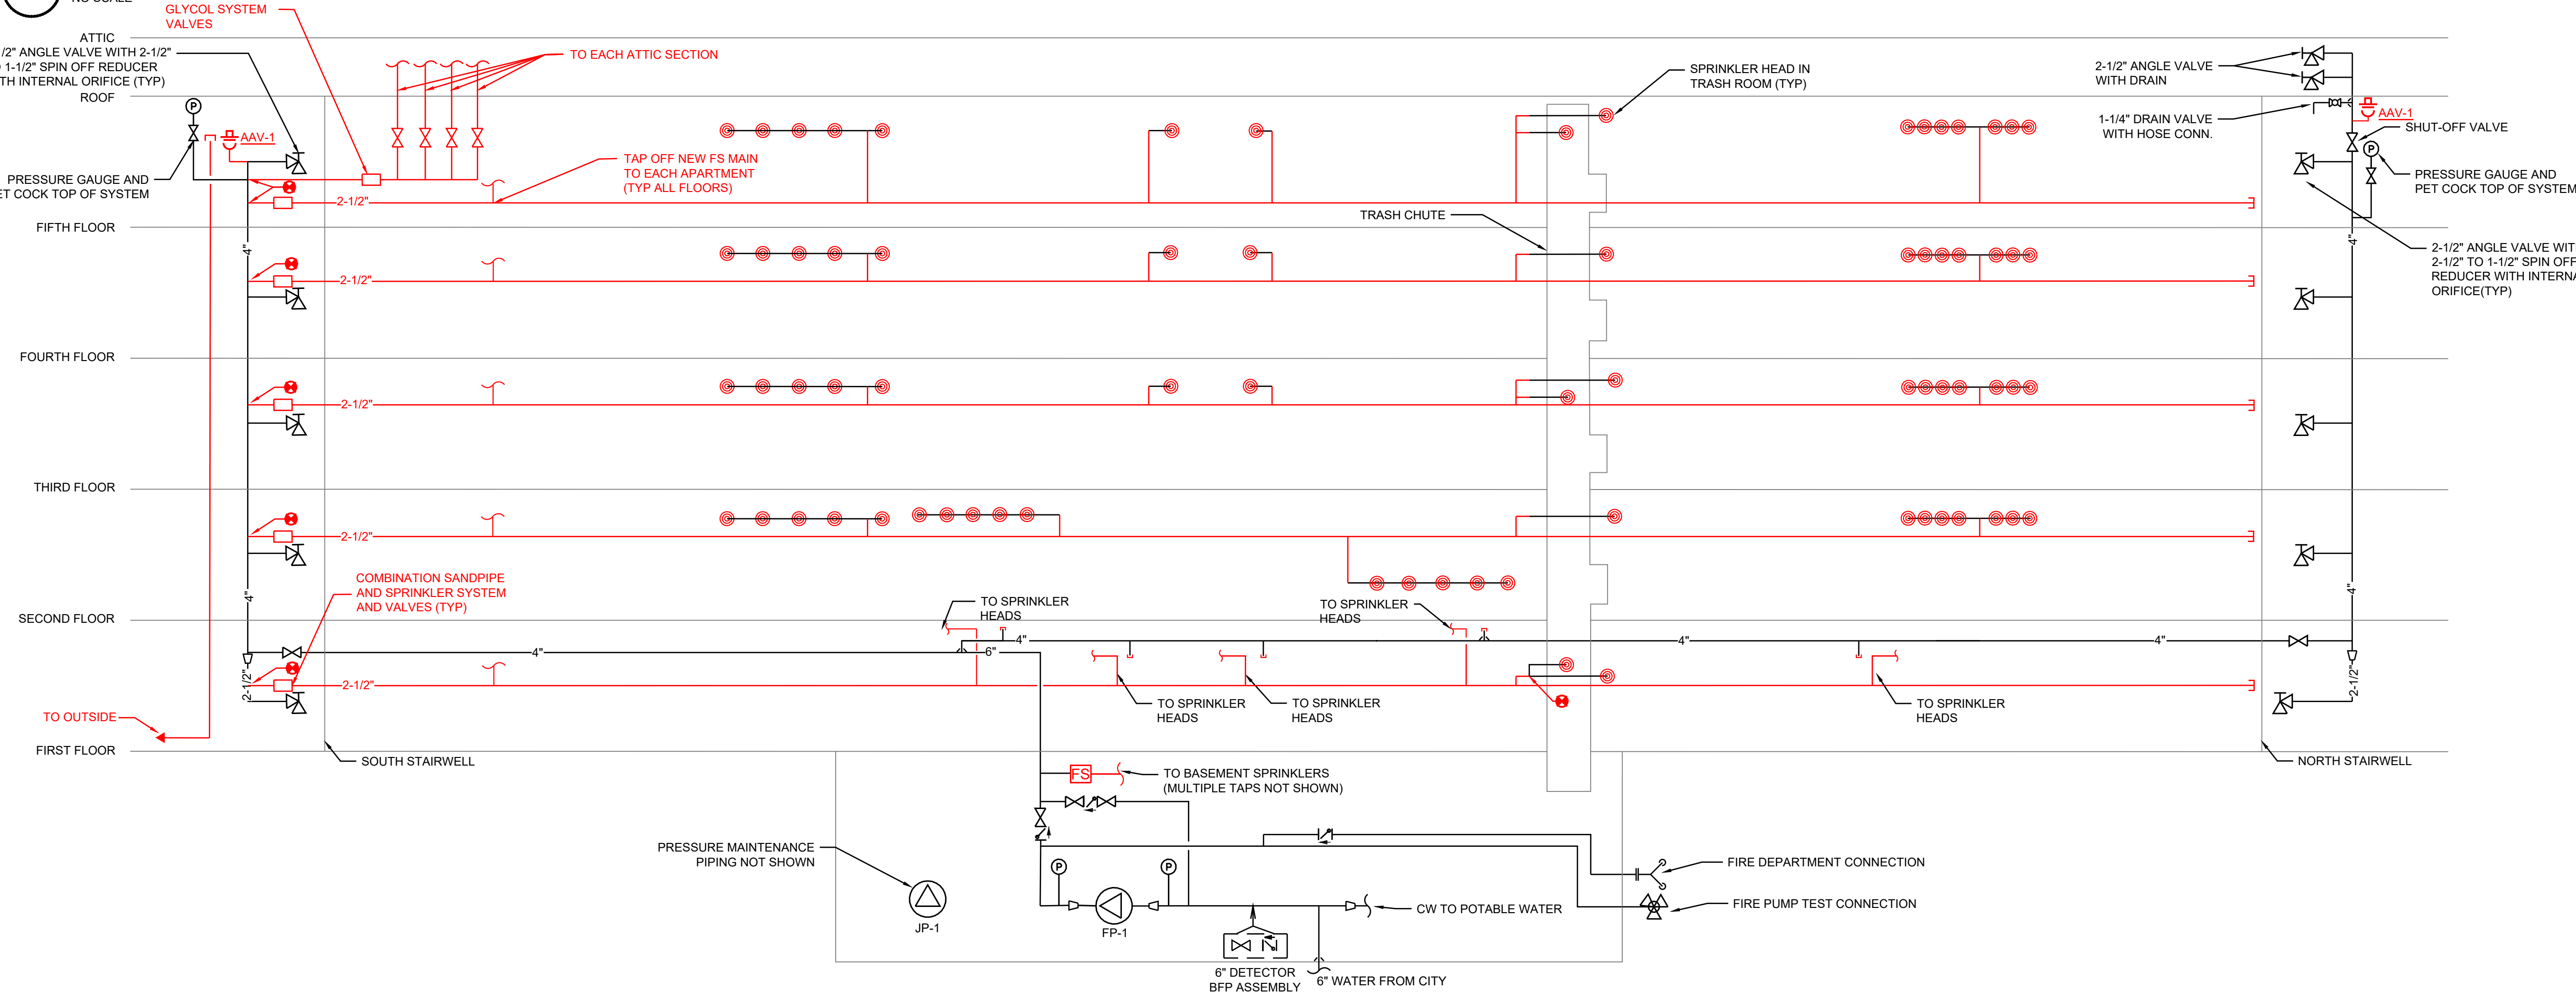 NO SCALE
GLYCOL SYSTEM
VALVES
ATTIC
/2" ANGLE VALVE WITH 2-1/2"
1-1/2" SPIN OFF REDUCER
TH INTERNAL ORIFICE (TYP)
ROOF
TO EACH ATTIC SECTION
SPRINKLER HEAD IN
TRASH ROOM (TYP)
2-1/2" ANGLE VALVE
WITH DRAIN
1-1/4" DRAIN VALVE
WITH HOSE CONN.
AAV-1
SHUT-OFF VALVE
P
P
AAV-1
PRESSURE GAUGE AND
ET COCK TOP OF SYSTEM
TAP OFF NEW FS MAIN
TO EACH APARTMENT
(TYP ALL FLOORS)
PRESSURE GAUGE AND
PET COCK TOP OF SYSTEM
2-1/2"
TRASH CHUTE
FIFTH FLOOR
4"
4"
2-1/2" ANGLE VALVE WIT
2-1/2" TO 1-1/2" SPIN OFF
REDUCER WITH INTERNA
ORIFICE(TYP)
2-1/2"
FOURTH FLOOR
2-1/2"
THIRD FLOOR
2-1/2"
COMBINATION SANDPIPE
AND SPRINKLER SYSTEM
AND VALVES (TYP)
4"
4"
TO SPRINKLER
HEADS
TO SPRINKLER
HEADS
SECOND FLOOR
4"
4"
4"
4"
6"
2-1/2"
2-1/2"
2-1/2"
TO SPRINKLER
HEADS
TO SPRINKLER
HEADS
TO SPRINKLER
HEADS
TO OUTSIDE
FIRST FLOOR
SOUTH STAIRWELL
NORTH STAIRWELL
FS
TO BASEMENT SPRINKLERS
(MULTIPLE TAPS NOT SHOWN)
PRESSURE MAINTENANCE
PIPING NOT SHOWN
P
P
FIRE DEPARTMENT CONNECTION
FIRE PUMP TEST CONNECTION
CW TO POTABLE WATER
JP-1
FP-1
6" DETECTOR
BFP ASSEMBLY
6" WATER FROM CITY